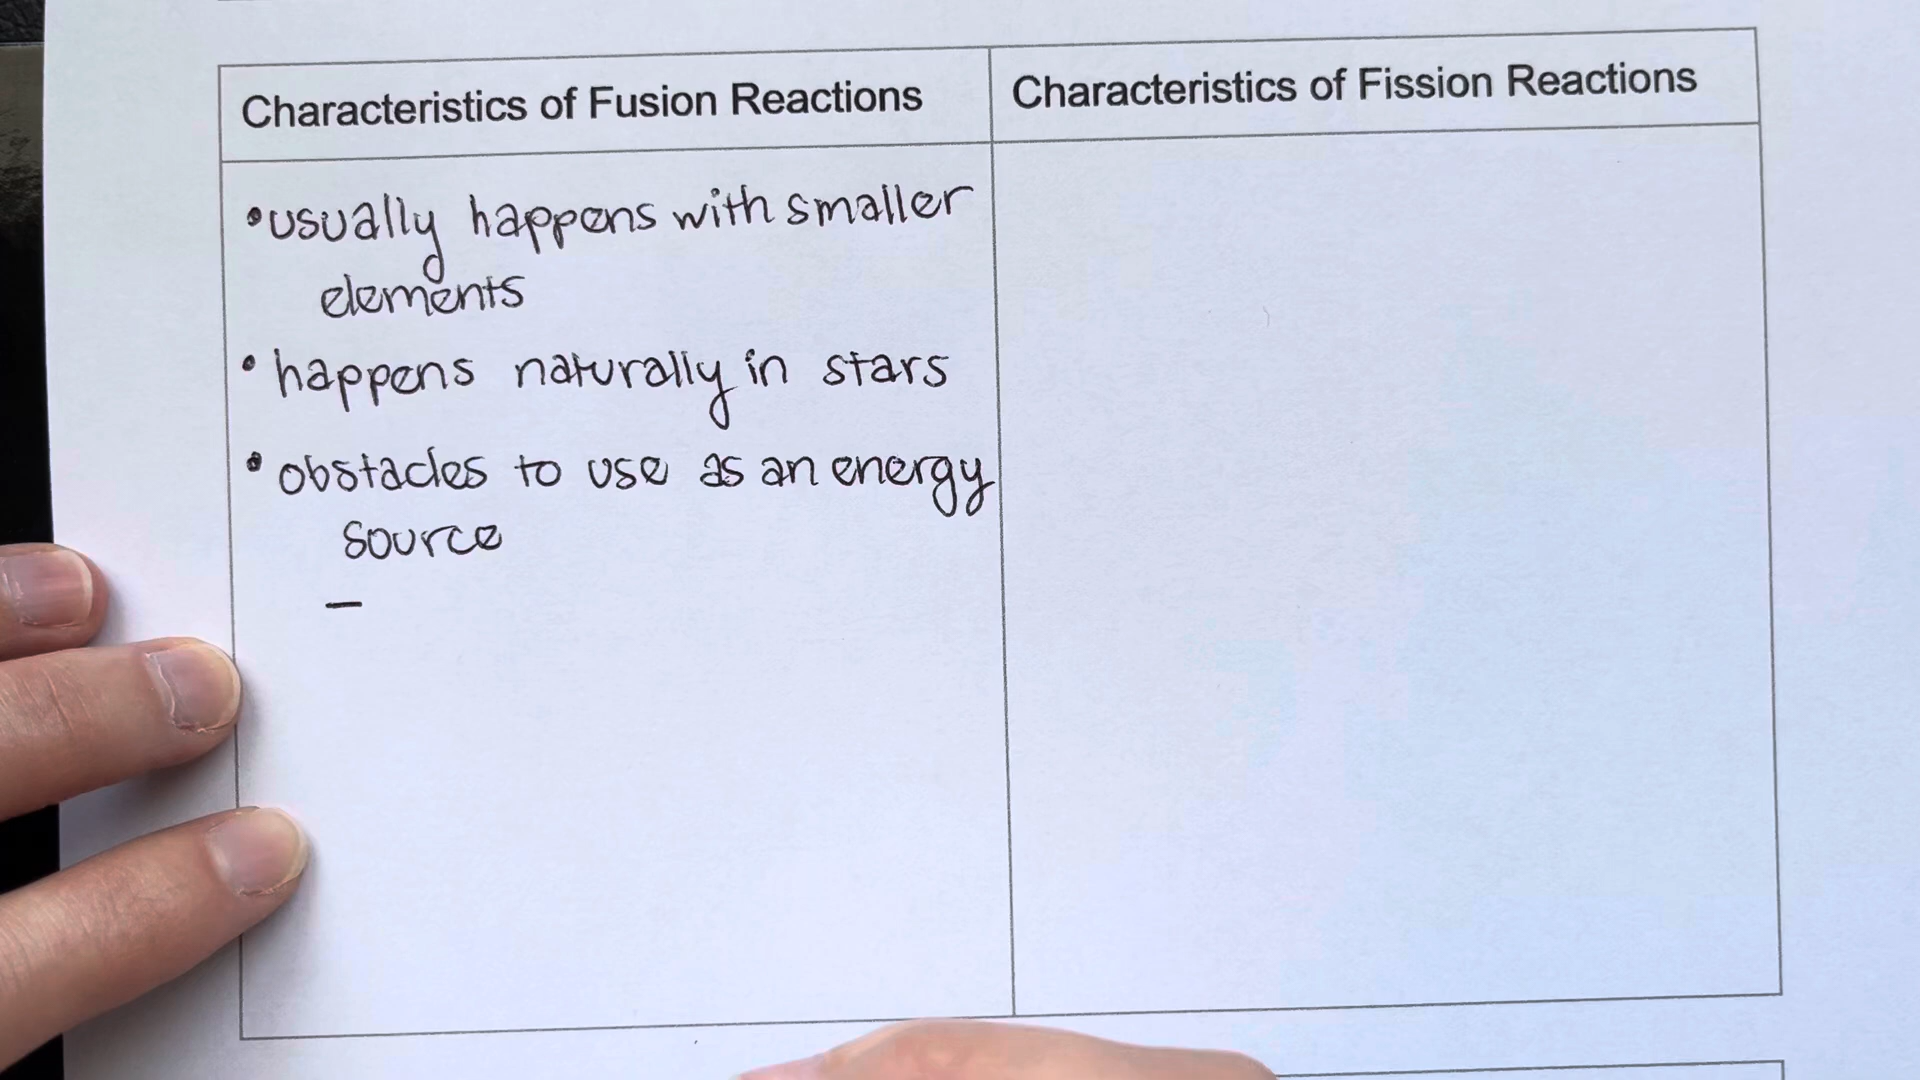 Characteristics of Fusion Reactions
Characteristics of Fission Reactions
•usually happens with smaller
elements
• happens naturally in stars
• obstacles to use as an energy
source
–